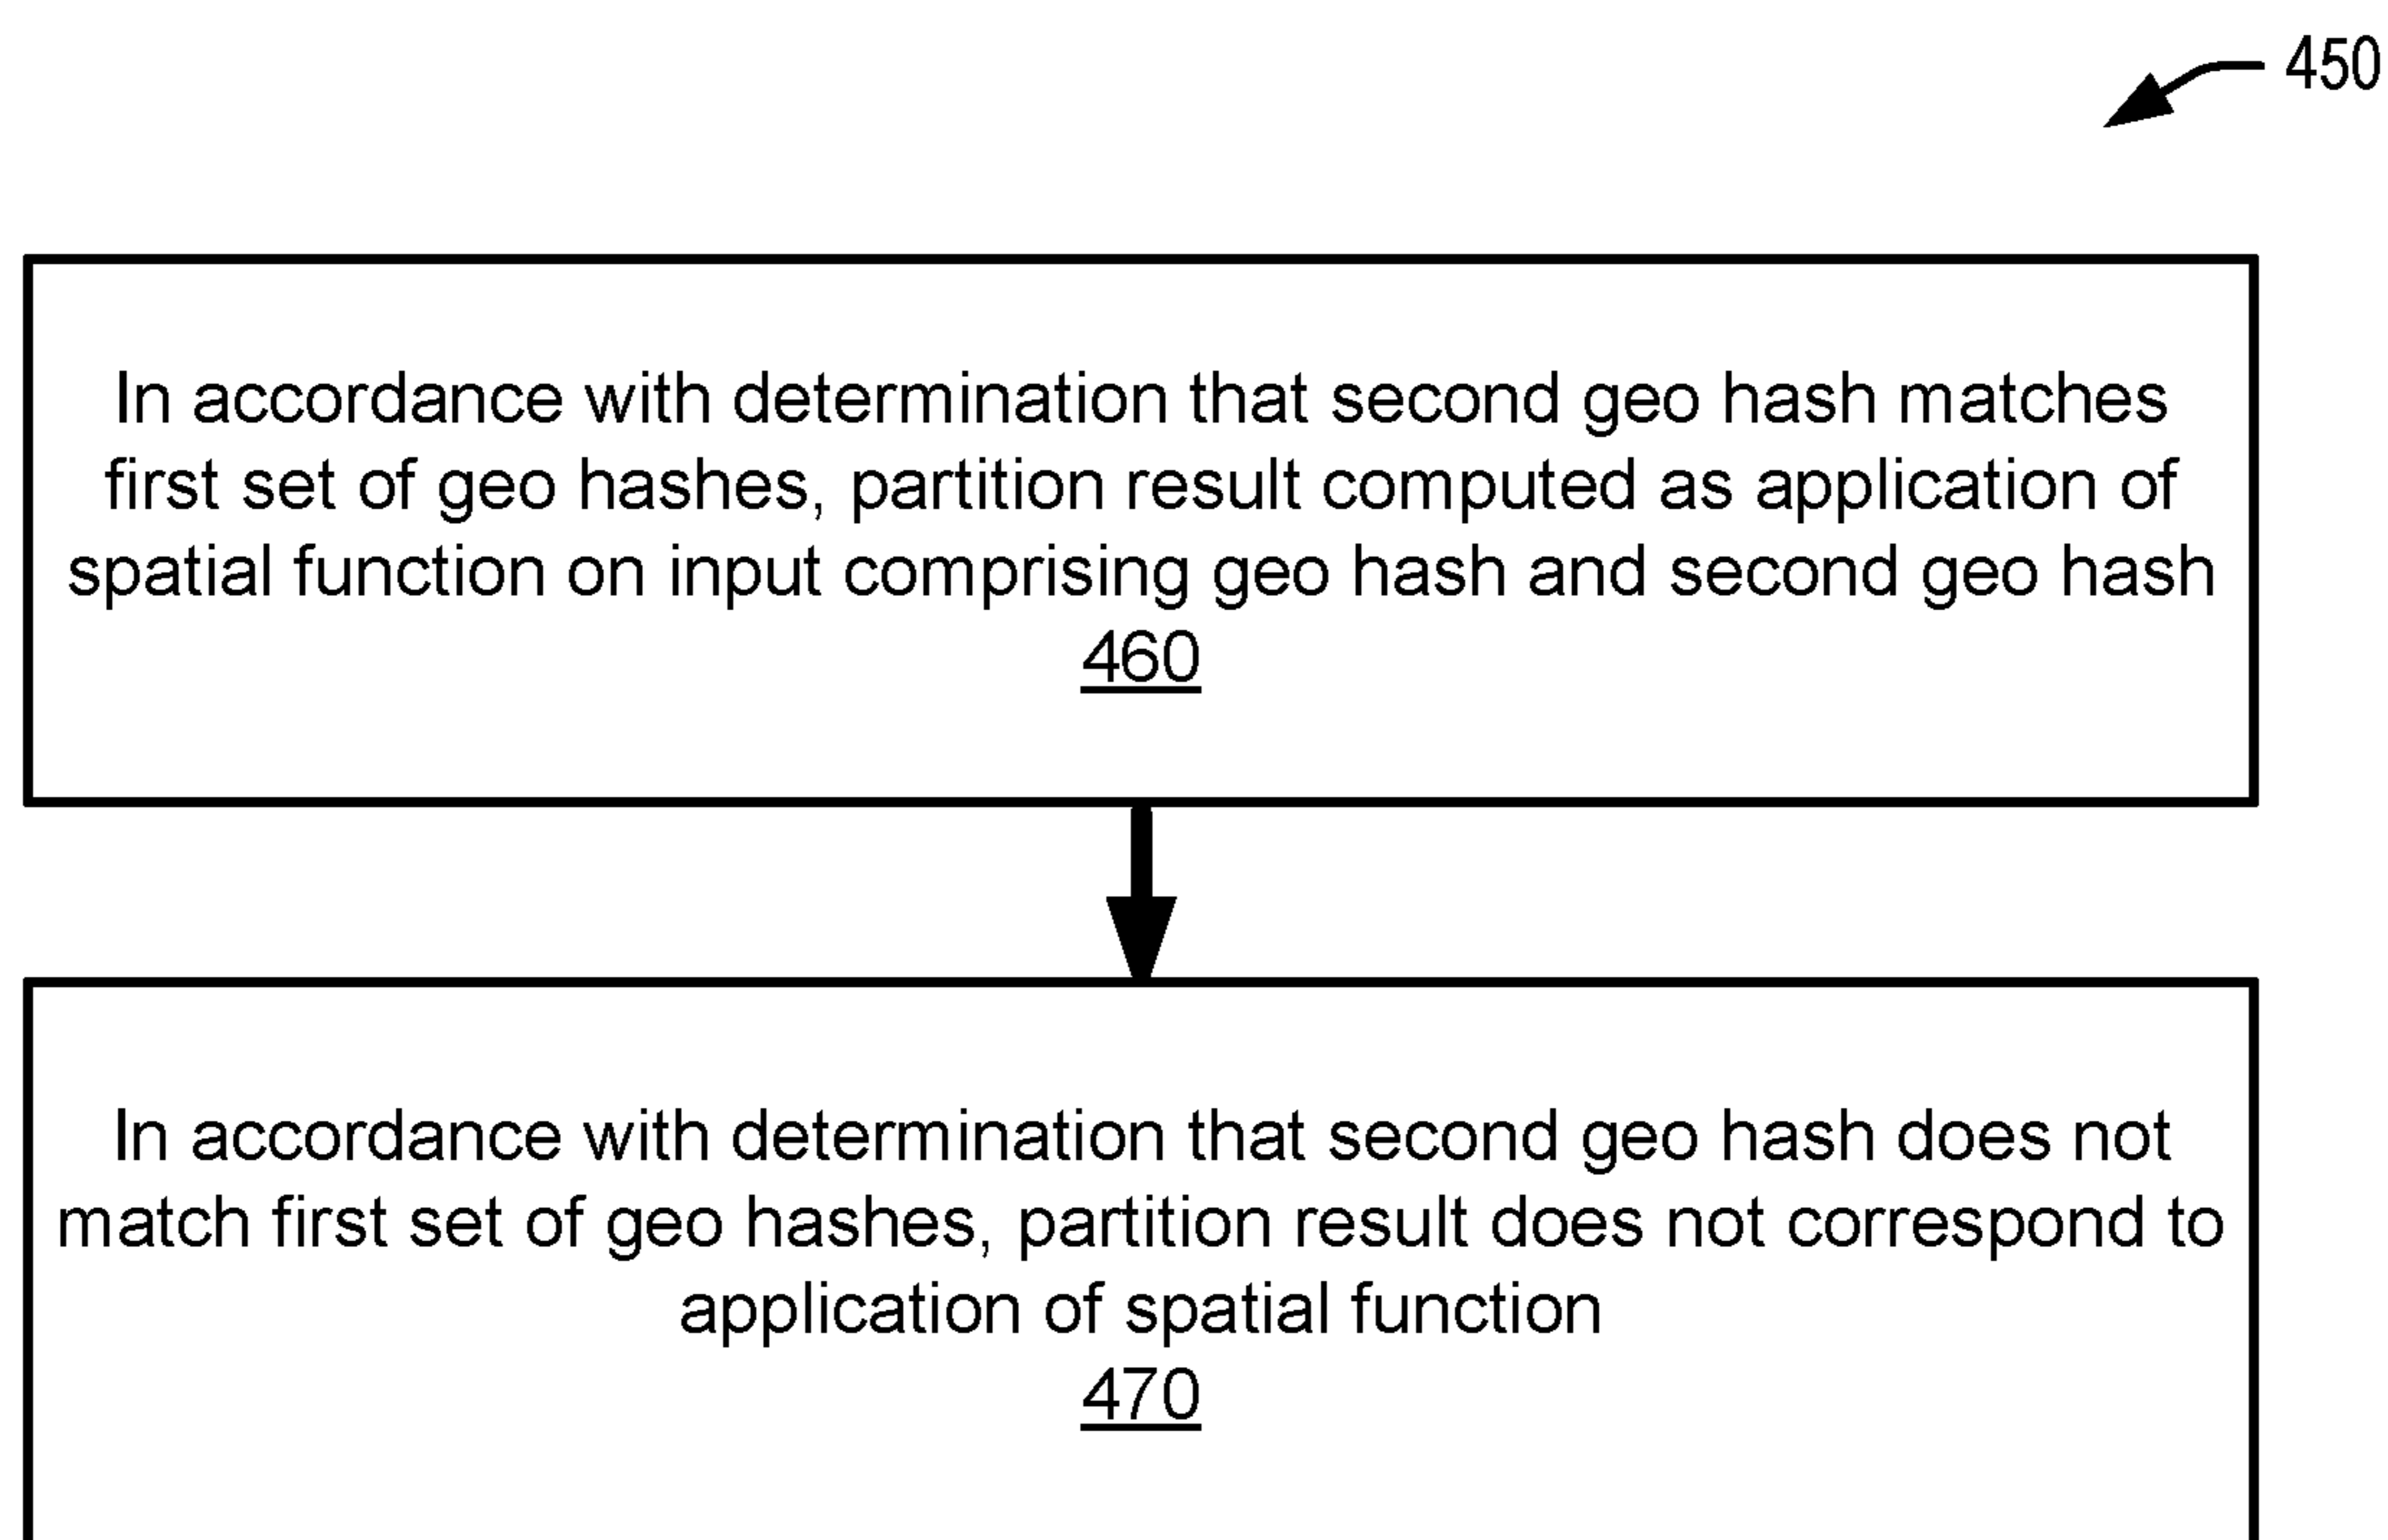 450
In accordance with determination that second geo hash matches
first set of geo hashes, partition result computed as application of
spatial function on input comprising geo hash and second geo hash
460
In accordance with determination that second geo hash does not
match first set of geo hashes, partition result does not correspond to
application of spatial function
470